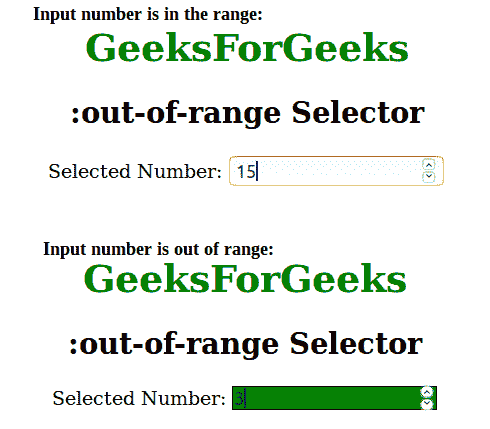 Input number is in the range:
GeeksForGeeks
:out-of-range Selector
Selected Number: 15
Input number is out of range:
GeeksForGeeks
:out-of-range Selector
Selected Number: 3